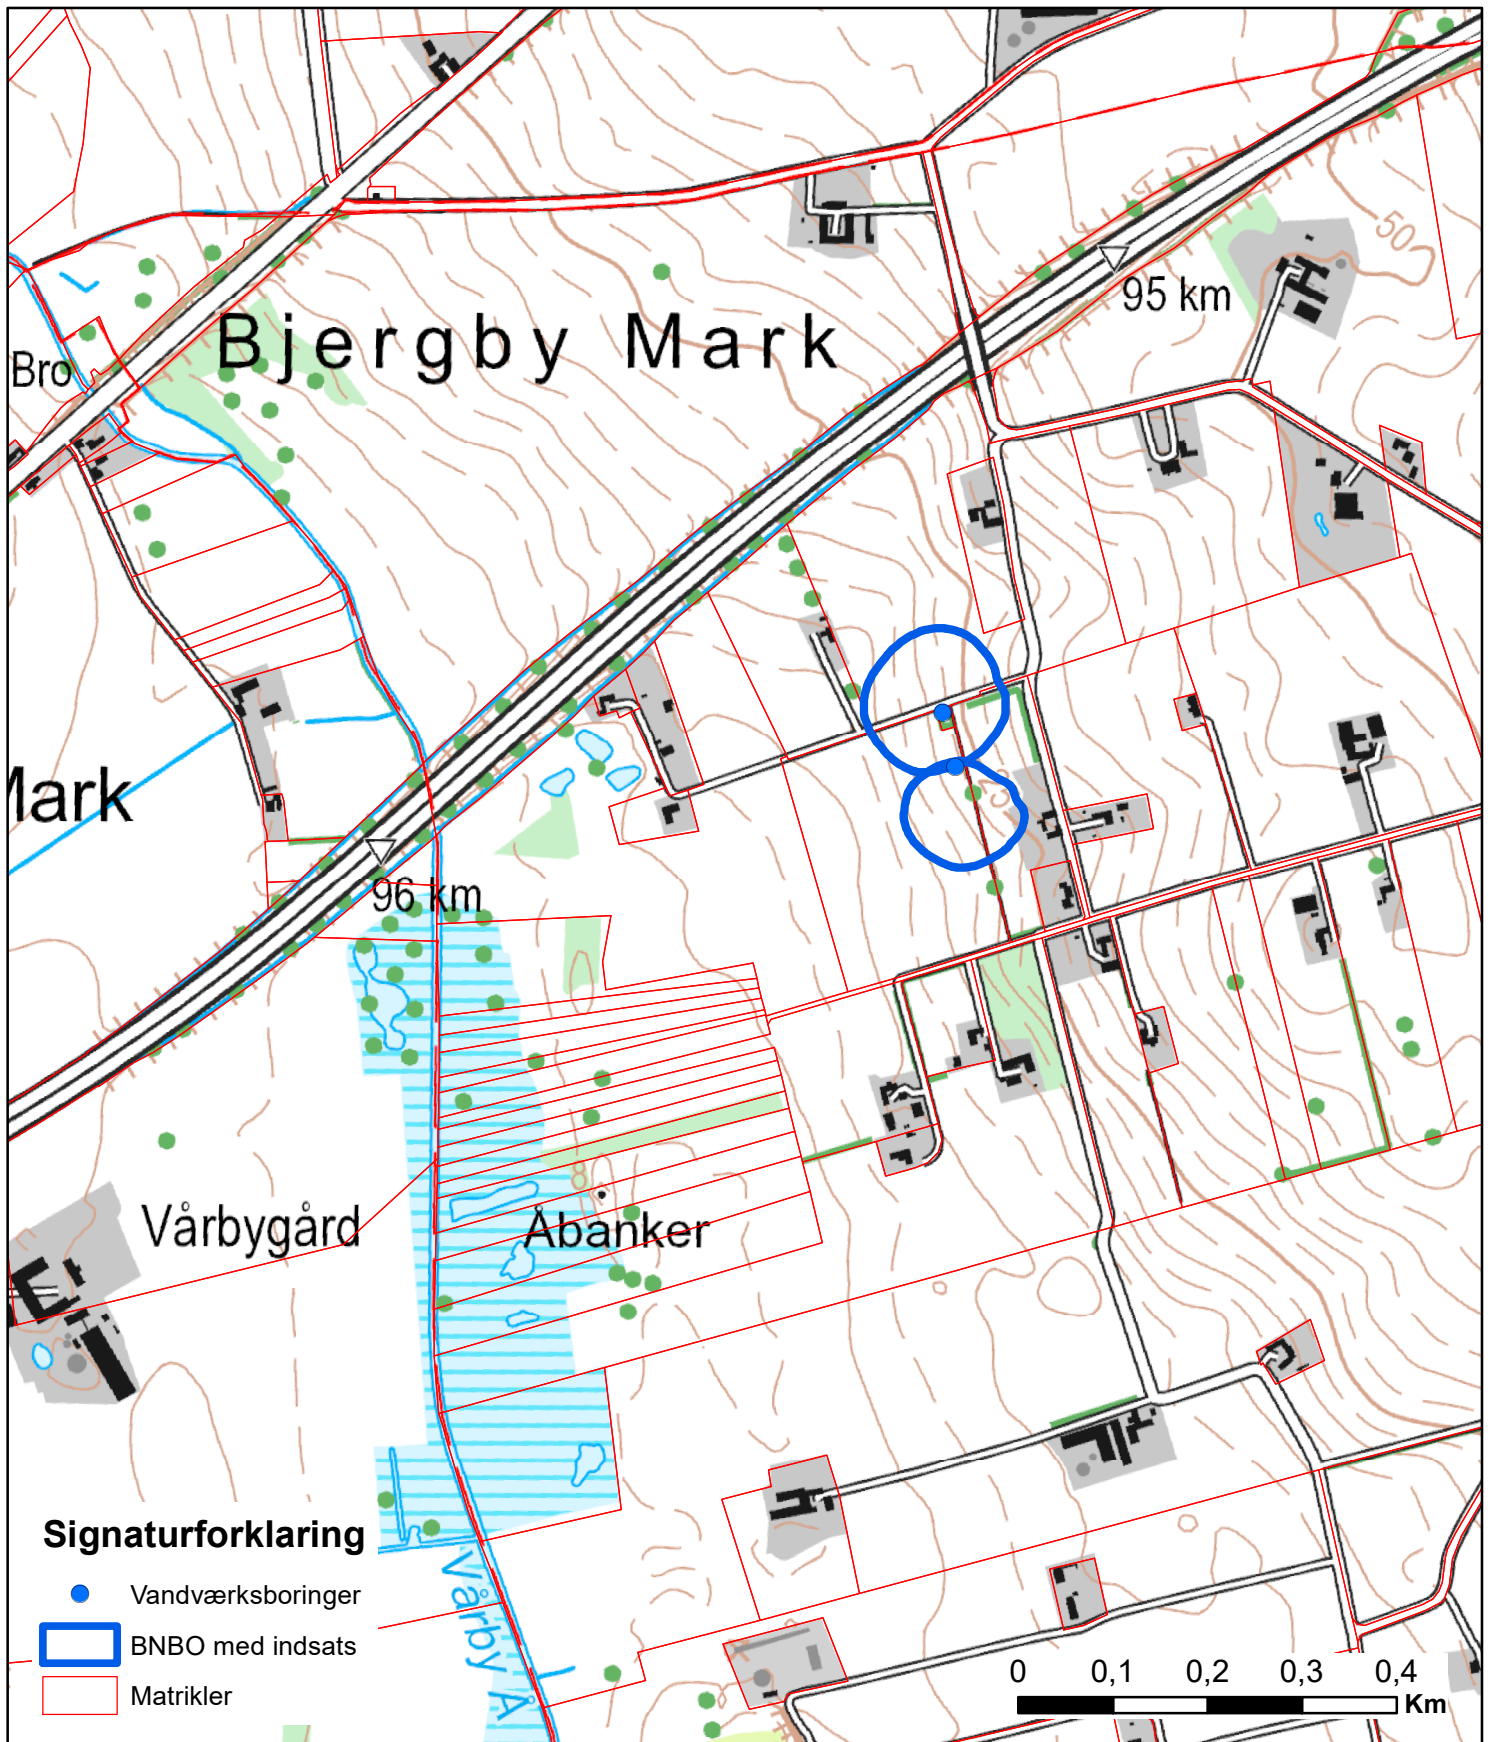 50
95 km
Bjergby Mark
Bro
Mark
96 km
Vårbygård
8
Åbanker
Signaturforklaring
Vandværksboringer
BNBO med indsats
Matrikler
Vårby Å
0 0,1 0,2 0,3 0,4
Km